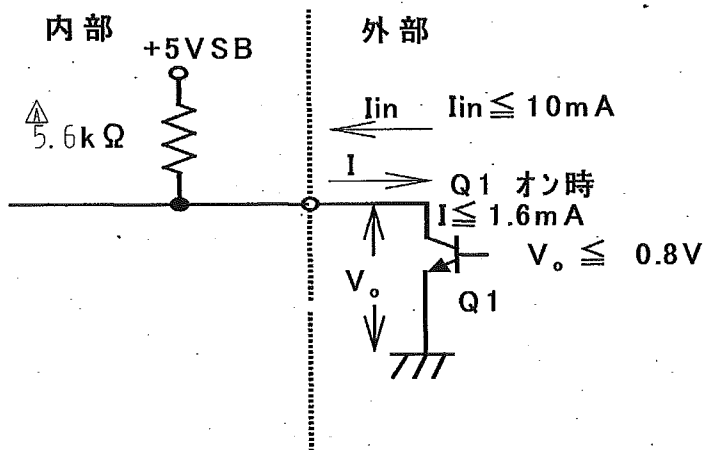 内部
外部
+5VSB
A
5.6kΩ
Iin
Iin≦10mA
I
Q1 オン時
I≦1.6mA
Vo
Vo ≦ 0.8V
Q1